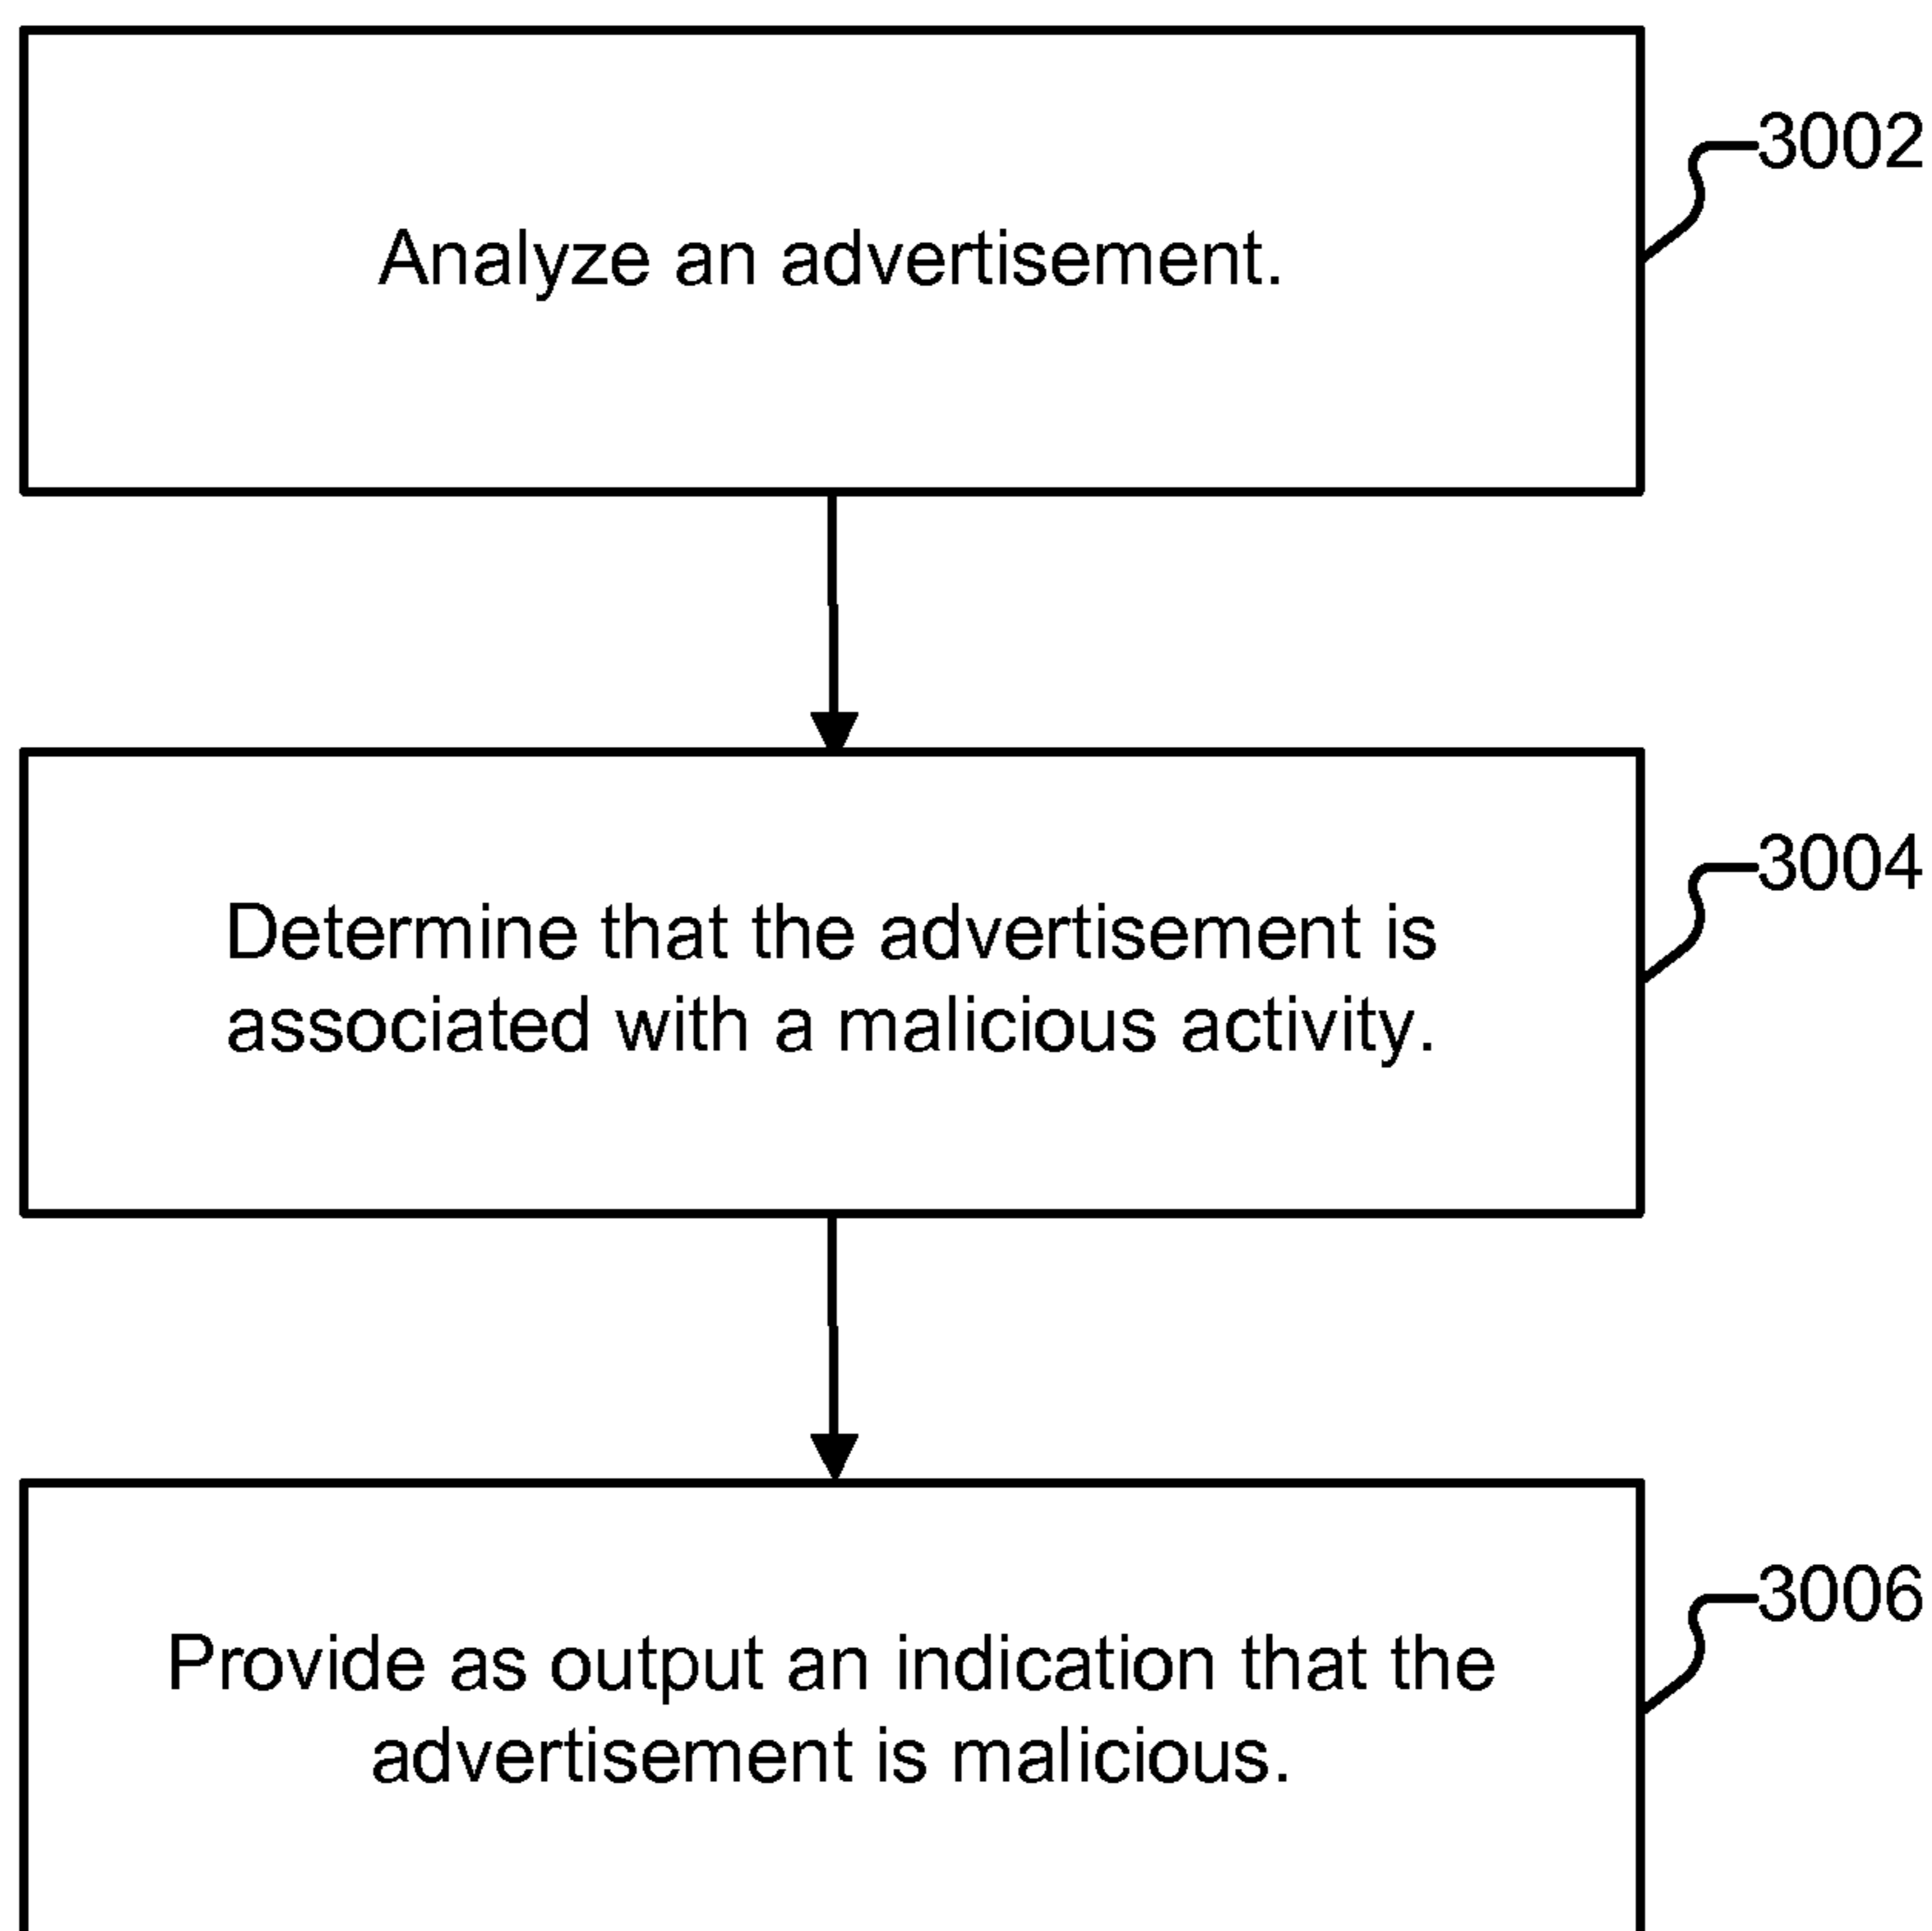 3002
Analyze an advertisement.
3004
Determine that the advertisement is
associated with a malicious activity.
3006
Provide as output an indication that the
advertisement is malicious.